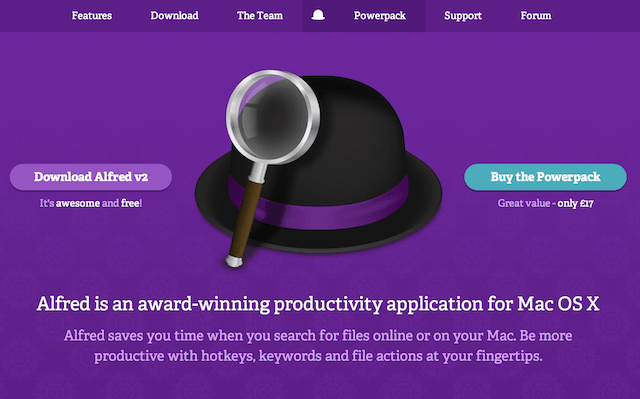 Features Download The Team Powerpack Support Forum
Download Alfred v2
It's awesome and free!
Buy the Powerpack
Great value - only £17
Alfred is an award-winning productivity application for Mac OS X
Alfred saves you time when you search for files online or on your Mac. Be more
productive with hotkeys, keywords and file actions at your fingertips.